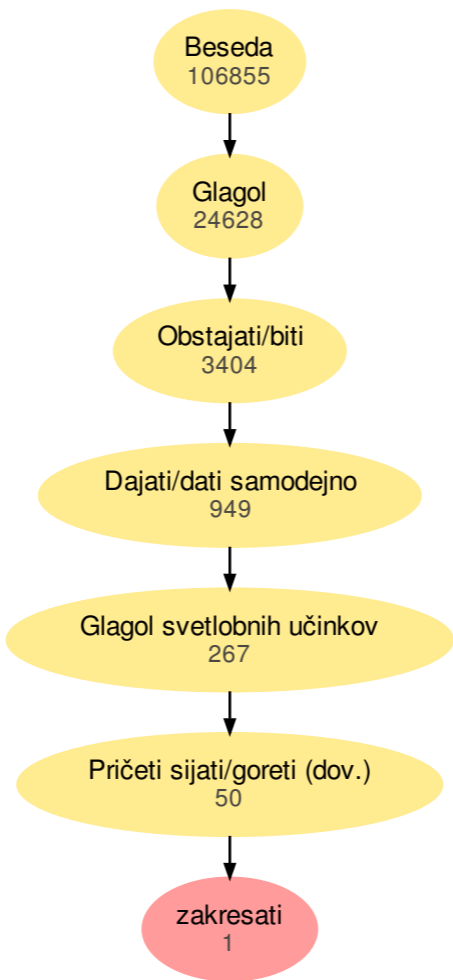 Beseda
106855
Glagol
24628
Obstajati/biti
3404
Dajati/dati samodejno
949
Glagol svetlobnih učinkov
267
Pričeti sijati/goreti (dov.)
50
zakresati
1